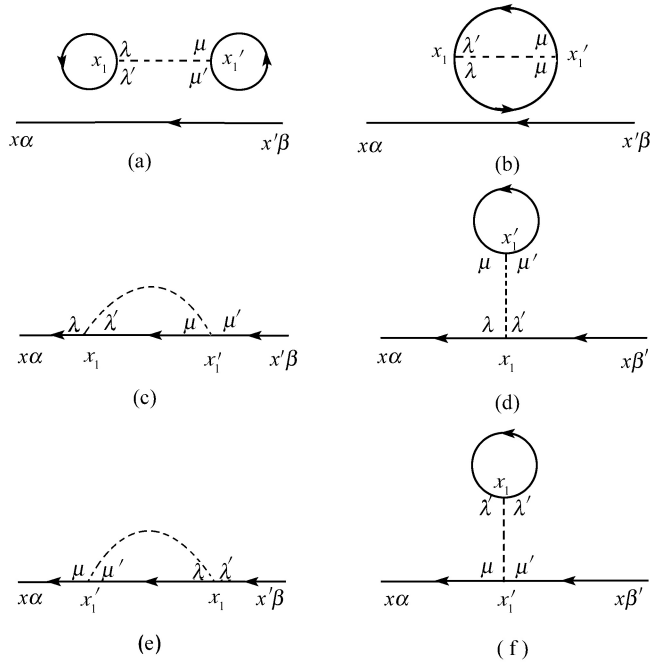 x₁ λ λ′ μ μ′ x₁′
xα x′β
(a)
x₁ λ′ λ μ μ x₁′
xα x′β
(b)
λ λ′ μ μ′
xα x₁ x₁′ x′β
(c)
x₁′
μ μ′
λ λ′
xα x₁ xβ′
(d)
μ μ′ λ λ′
xα x₁′ x₁ x′β
(e)
x₁
λ′ λ′
μ μ′
xα x₁′ xβ′
( f )